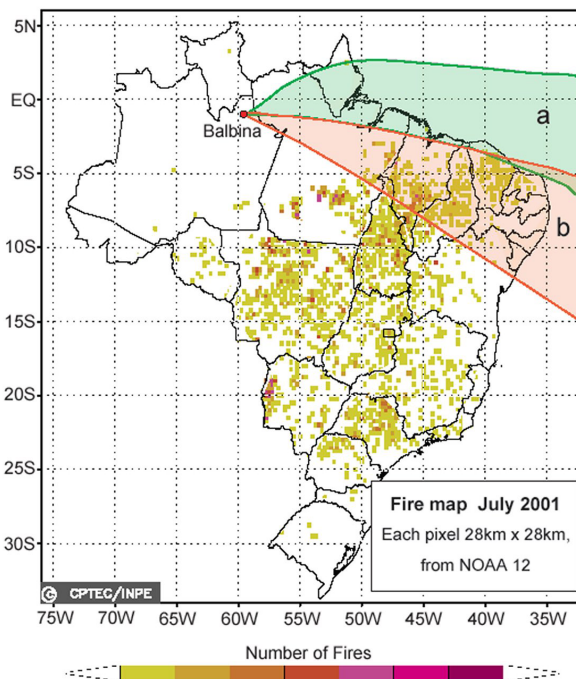 5N
EQ
5S
10S
15S
20S
25S
30S
Balbina
a
b
Fire map July 2001
Each pixel 28km x 28km,
from NOAA 12
© CPTEC/INPE
75W 70W 65W 60W 55W 50W 45W 40W 35W
Number of Fires